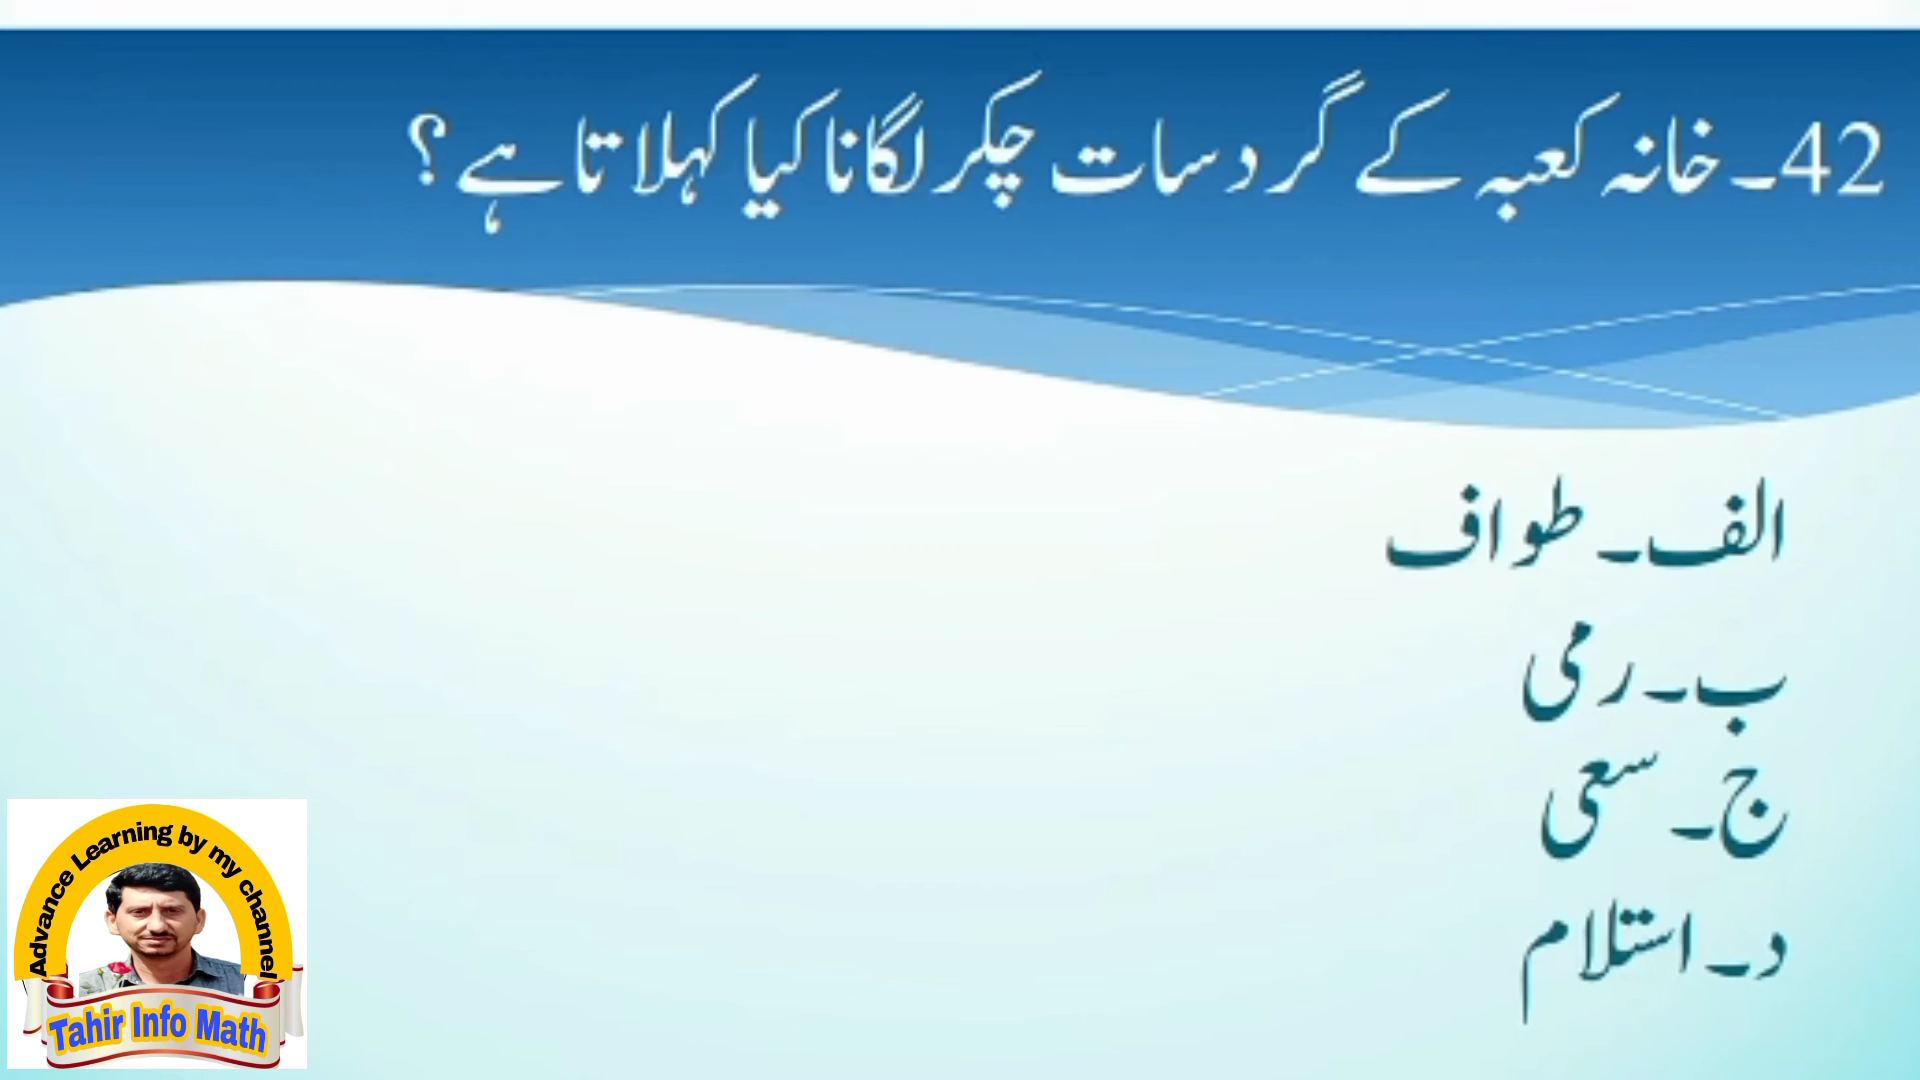 42۔خانہ کعبہ کے گرد سات چکر لگانا کیا کہلاتا ہے؟
الف۔ طواف
ب۔ رمی
ج۔ سعی
د۔ استلام
Advance Learning by my channel
Tahir Info Math